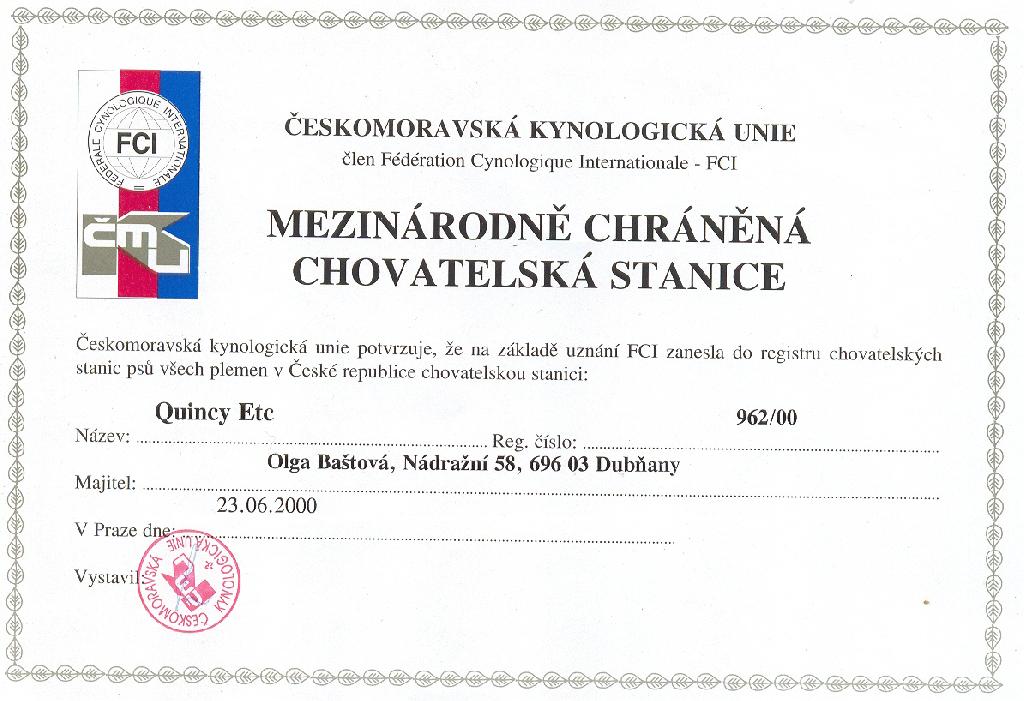 FÉDÉRALE CYNOLOGIQUE INTERNATIONALE
FCI
čmku
ČESKOMORAVSKÁ KYNOLOGICKÁ UNIE
člen Fédération Cynologique Internationale - FCI
MEZINÁRODNĚ CHRÁNĚNÁ
CHOVATELSKÁ STANICE
Českomoravská kynologická unie potvrzuje, že na základě uznání FCI zanesla do registru chovatelských
stanic psů všech plemen v České republice chovatelskou stanici:
Quincy Etc 962/00
Název: Reg. číslo:
Olga Baštová, Nádražní 58, 696 03 Dubňany
Majitel:
23.06.2000
V Praze dne:
Vystavil:
ČESKOMORAVSKÁ KYNOLOGICKÁ UNIE